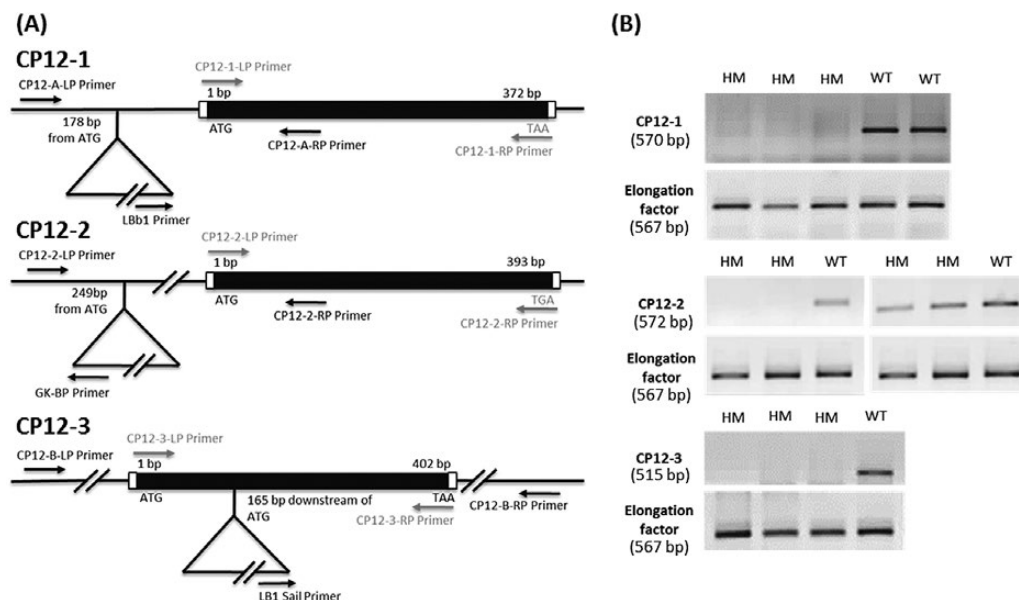 (A)
CP12-1
CP12-A-LP Primer
CP12-1-LP Primer
1 bp
372 bp
178 bp
from ATG
ATG
TAA
CP12-A-RP Primer
CP12-1-RP Primer
LBb1 Primer
CP12-2
CP12-2-LP Primer
CP12-2-LP Primer
1 bp
393 bp
249bp
from ATG
ATG
TGA
CP12-2-RP Primer
CP12-2-RP Primer
GK-BP Primer
CP12-3
CP12-B-LP Primer
CP12-3-LP Primer
1 bp
402 bp
ATG
165 bp downstream of
ATG
TAA
CP12-3-RP Primer
CP12-B-RP Primer
LB1 Sail Primer
(B)
HM HM HM WT WT
CP12-1
(570 bp)
Elongation
factor
(567 bp)
HM HM WT HM HM WT
CP12-2
(572 bp)
Elongation
factor
(567 bp)
HM HM HM WT
CP12-3
(515 bp)
Elongation
factor
(567 bp)